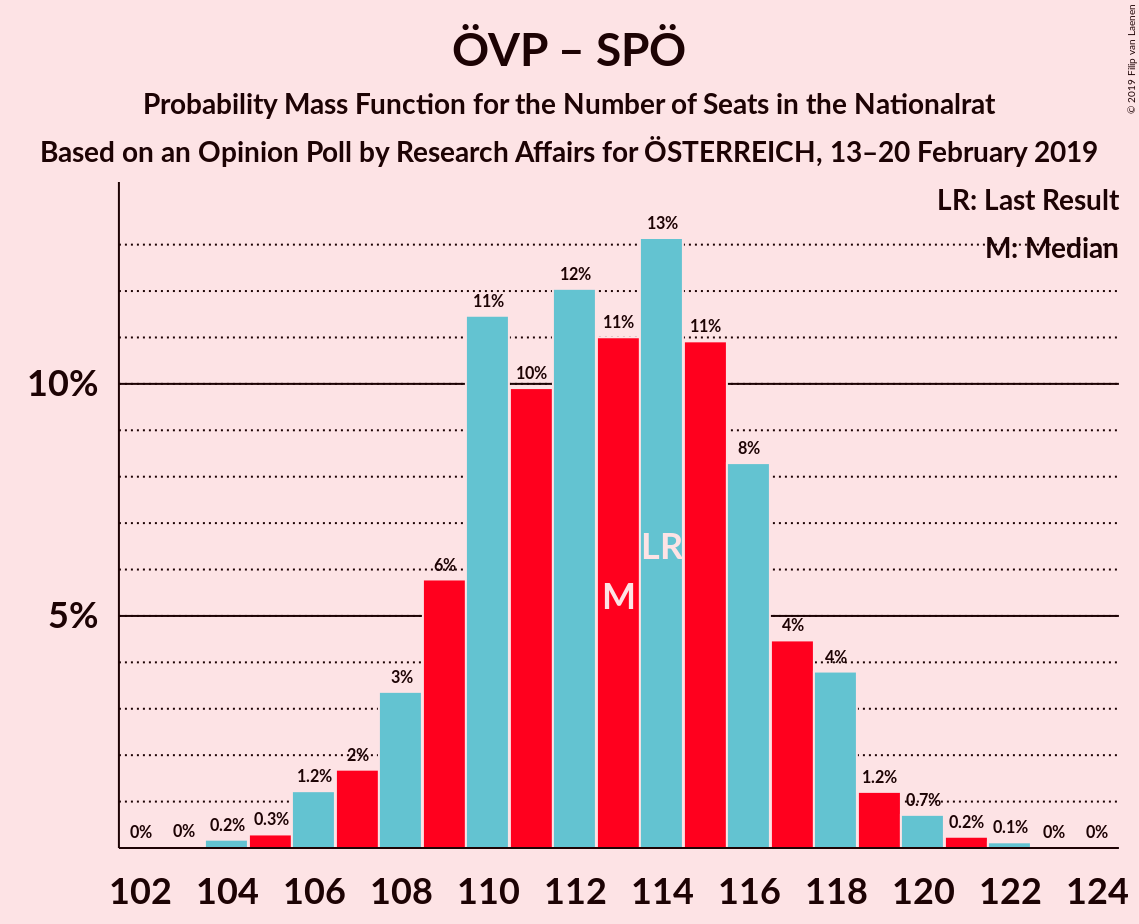 ÖVP – SPÖ
Probability Mass Function for the Number of Seats in the Nationalrat
Based on an Opinion Poll by Research Affairs for ÖSTERREICH, 13–20 February 2019
© 2019 Filip van Laenen
LR: Last Result
M: Median
10%
5%
0%
0%
0.2%
0.3%
1.2%
2%
3%
6%
11%
10%
12%
11%
13%
11%
8%
4%
4%
1.2%
0.7%
0.2%
0.1%
0%
0%
M
LR
102 104 106 108 110 112 114 116 118 120 122 124